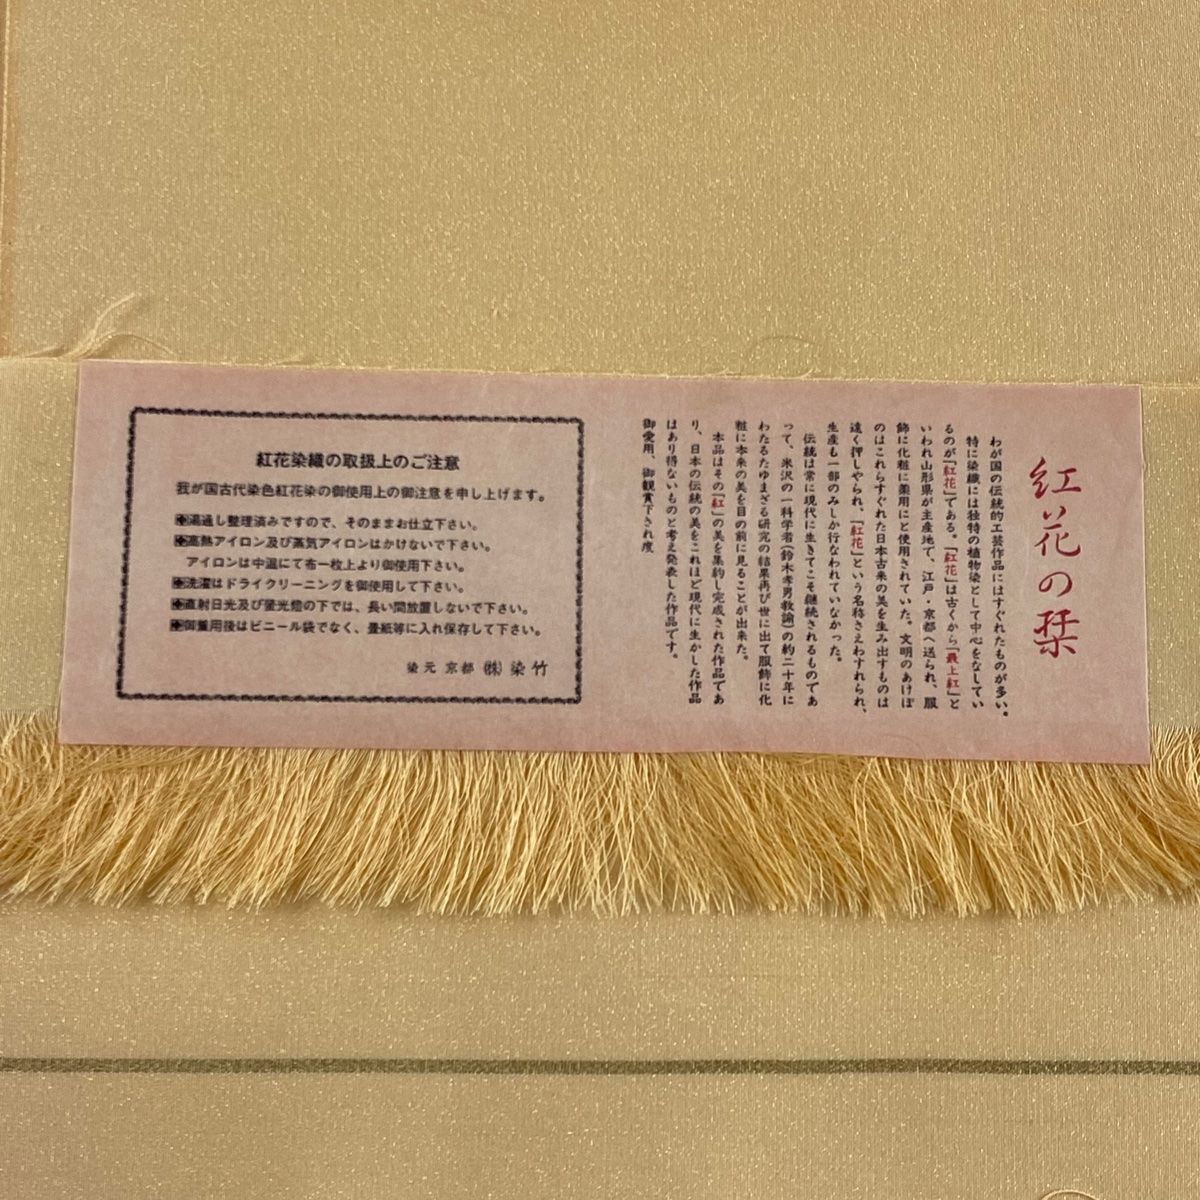 紅花の栞
わが国の伝統的工芸作品にはすぐれたものが多い。
特に染織には独特の植物染として中心をなしてい
るのが「紅花」である。「紅花」は古くから「最上紅」と
いわれ山形県が主産地で、江戸・京都へ送られ、服
飾に化粧に薬用にと使用されていた。文明のあけぼ
のはこれらすぐれた日本古来の美を生み出すものは
遠く押しやられ、「紅花」という名称さえわすれられ、
生産も一部のみしか行なわれていなかった。
伝統は常に現代に生きてこそ継続されるものであ
って、米沢の一科学者(鈴木孝男教諭)の約二十年に
わたるたゆまざる研究の結果再び世に出て服飾に化
粧に本来の美を目の前に見ることが出来た。
本品はその「紅」の美を集約し完成された作品であ
り、日本の伝統の美をこれほど現代に生かした作品
はあり得ないものと考え発表した作品です。
御愛用、御観賞下され度
紅花染織の取扱上のご注意
我が国古代染色紅花染の御使用上の御注意を申し上げます。
湯通し整理済みですので、そのままお仕立下さい。
高熱アイロン及び蒸気アイロンはかけないで下さい。
アイロンは中温にて布一枚上より御使用下さい。
洗濯はドライクリーニングを御使用して下さい。
直射日光及び螢光燈の下では、長い間放置しないで下さい。
御着用後はビニール袋でなく、畳紙等に入れ保存して下さい。
染元 京都 ㈱ 染竹